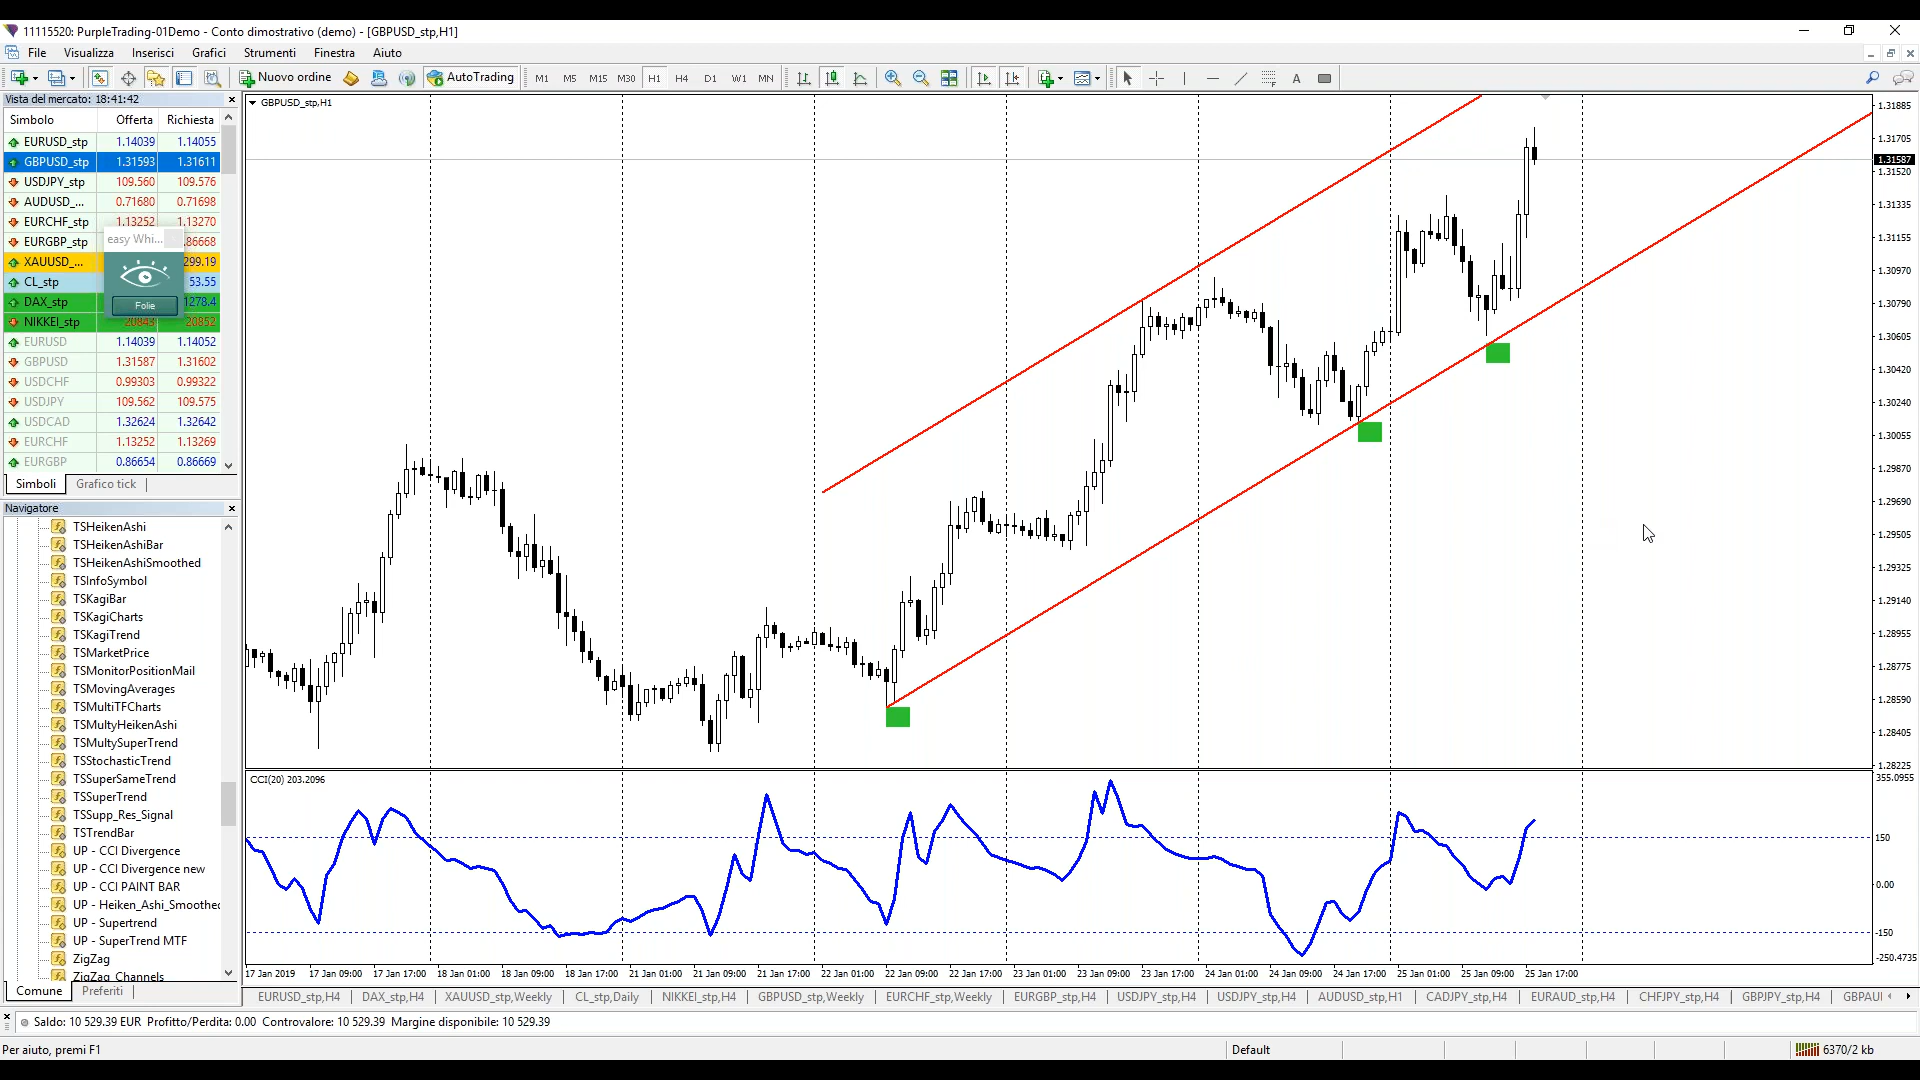 11115520: PurpleTrading-01Demo - Conto dimostrativo (demo) - [GBPUSD_stp,H1]
File Visualizza Inserisci Grafici Strumenti Finestra Aiuto
Nuovo ordine AutoTrading M1 M5 M15 M30 H1 H4 D1 W1 MN A
Vista del mercato: 18:41:42
Simbolo Offerta Richiesta
EURUSD_stp 1.14039 1.14055
GBPUSD_stp 1.31593 1.31611
USDJPY_stp 109.560 109.576
AUDUSD_... 0.71680 0.71698
EURCHF_stp 1.13252 1.13270
EURGBP_stp .86668
easy Whi...
XAUUSD_... 299.19
CL_stp 53.55
DAX_stp 1278.4
Folie
NIKKEI_stp 20843 20852
EURUSD 1.14039 1.14052
GBPUSD 1.31587 1.31602
USDCHF 0.99303 0.99322
USDJPY 109.562 109.575
USDCAD 1.32624 1.32642
EURCHF 1.13252 1.13269
EURGBP 0.86654 0.86669
Simboli Grafico tick
Navigatore
TSHeikenAshi
TSHeikenAshiBar
TSHeikenAshiSmoothed
TSInfoSymbol
TSKagiBar
TSKagiCharts
TSKagiTrend
TSMarketPrice
TSMonitorPositionMail
TSMovingAverages
TSMultiTFCharts
TSMultyHeikenAshi
TSMultySuperTrend
TSStochasticTrend
TSSuperSameTrend
TSSuperTrend
TSSupp_Res_Signal
TSTrendBar
UP - CCI Divergence
UP - CCI Divergence new
UP - CCI PAINT BAR
UP - Heiken_Ashi_Smoothed
UP - Supertrend
UP - SuperTrend MTF
ZigZag
ZigZag_Channels
Comune Preferiti
GBPUSD_stp,H1
1.31885
1.31705
1.31587
1.31520
1.31335
1.31155
1.30970
1.30790
1.30605
1.30420
1.30240
1.30055
1.29870
1.29690
1.29505
1.29325
1.29140
1.28955
1.28775
1.28590
1.28405
1.28225
CCI(20) 203.2096
355.0955
150
0.00
-150
-250.4735
17 Jan 2019 17 Jan 09:00 17 Jan 17:00 18 Jan 01:00 18 Jan 09:00 18 Jan 17:00 21 Jan 01:00 21 Jan 09:00 21 Jan 17:00 22 Jan 01:00 22 Jan 09:00 22 Jan 17:00 23 Jan 01:00 23 Jan 09:00 23 Jan 17:00 24 Jan 01:00 24 Jan 09:00 24 Jan 17:00 25 Jan 01:00 25 Jan 09:00 25 Jan 17:00
EURUSD_stp,H4 DAX_stp,H4 XAUUSD_stp,Weekly CL_stp,Daily NIKKEI_stp,H4 GBPUSD_stp,Weekly EURCHF_stp,Weekly EURGBP_stp,H4 USDJPY_stp,H4 USDJPY_stp,H4 AUDUSD_stp,H1 CADJPY_stp,H4 EURAUD_stp,H4 CHFJPY_stp,H4 GBPJPY_stp,H4 GBPAU
Saldo: 10 529.39 EUR Profitto/Perdita: 0.00 Controvalore: 10 529.39 Margine disponibile: 10 529.39
Per aiuto, premi F1 Default 6370/2 kb